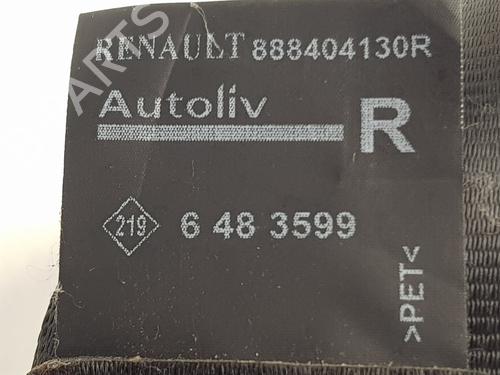 RENAULT 888404130R
Autoliv
R
219 6 48 3599
>PET<